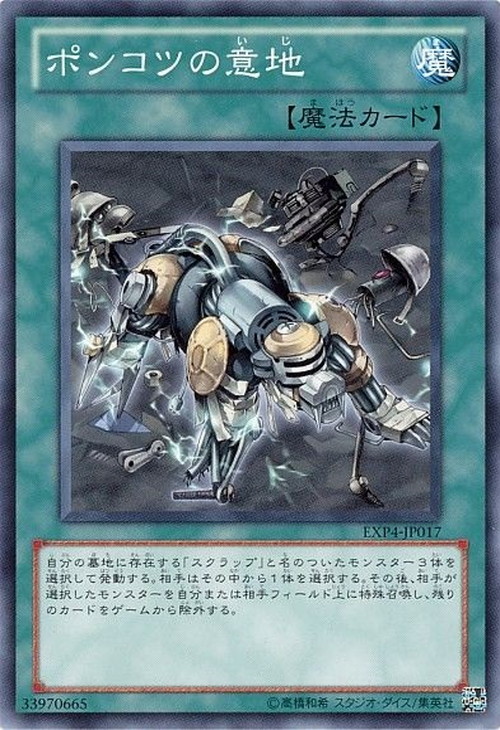 ポンコツの意地
魔
【魔法カード】
EXP4-JP017
自分の墓地に存在する「スクラップ」と名のついたモンスター3体を
選択して発動する。相手はその中から1体を選択する。その後、相手が
選択したモンスターを自分または相手フィールド上に特殊召喚し、残り
のカードをゲームから除外する。
33970665
©高橋和希 スタジオ・ダイス/集英社